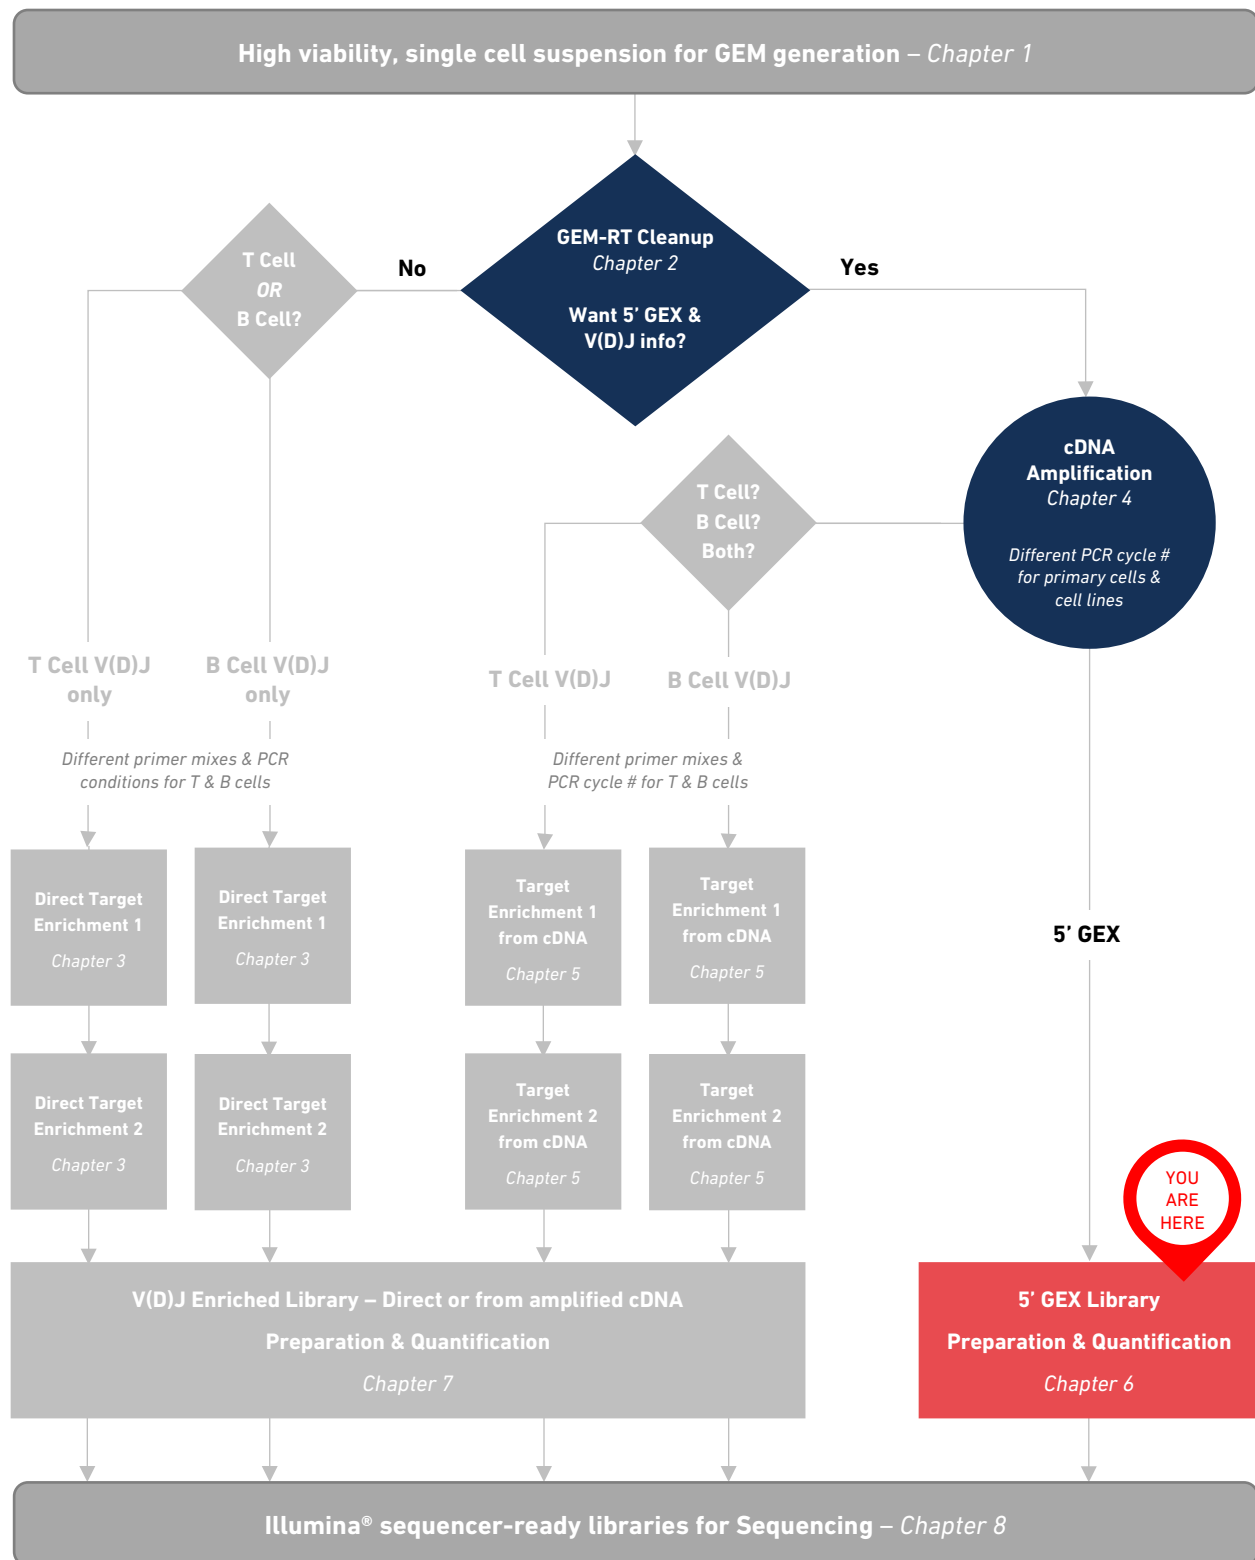 High viability, single cell suspension for GEM generation – Chapter 1
GEM-RT Cleanup
Chapter 2
Want 5’ GEX &
V(D)J info?
No
Yes
T Cell
OR
B Cell?
cDNA
Amplification
Chapter 4
Different PCR cycle #
for primary cells &
cell lines
T Cell?
B Cell?
Both?
T Cell V(D)J
only
B Cell V(D)J
only
T Cell V(D)J
B Cell V(D)J
Different primer mixes & PCR
conditions for T & B cells
Different primer mixes &
PCR cycle # for T & B cells
Direct Target
Enrichment 1
Chapter 3
Direct Target
Enrichment 1
Chapter 3
Target
Enrichment 1
from cDNA
Chapter 5
Target
Enrichment 1
from cDNA
Chapter 5
5’ GEX
Direct Target
Enrichment 2
Chapter 3
Direct Target
Enrichment 2
Chapter 3
Target
Enrichment 2
from cDNA
Chapter 5
Target
Enrichment 2
from cDNA
Chapter 5
YOU
ARE
HERE
V(D)J Enriched Library – Direct or from amplified cDNA
Preparation & Quantification
Chapter 7
5’ GEX Library
Preparation & Quantification
Chapter 6
Illumina® sequencer-ready libraries for Sequencing – Chapter 8